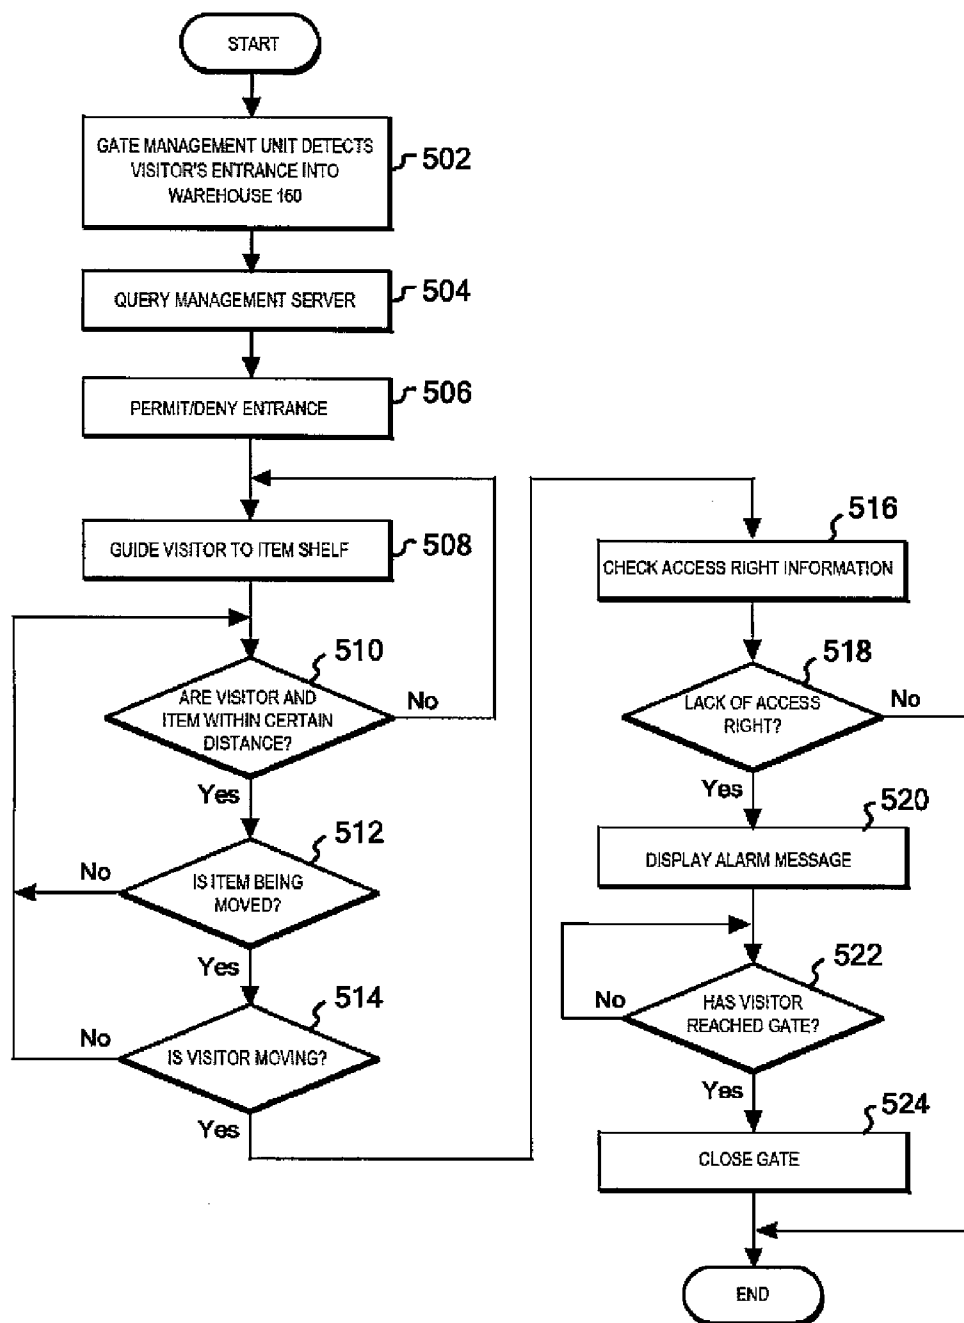 START
GATE MANAGEMENT UNIT DETECTS
VISITOR'S ENTRANCE INTO
WAREHOUSE 160
502
QUERY MANAGEMENT SERVER
504
PERMIT/DENY ENTRANCE
506
GUIDE VISITOR TO ITEM SHELF
508
510
ARE VISITOR AND
ITEM WITHIN CERTAIN
DISTANCE?
No
Yes
512
No
IS ITEM BEING
MOVED?
Yes
514
No
IS VISITOR MOVING?
Yes
516
CHECK ACCESS RIGHT INFORMATION
518
LACK OF ACCESS
RIGHT?
No
Yes
520
DISPLAY ALARM MESSAGE
522
No
HAS VISITOR
REACHED GATE?
Yes
524
CLOSE GATE
END